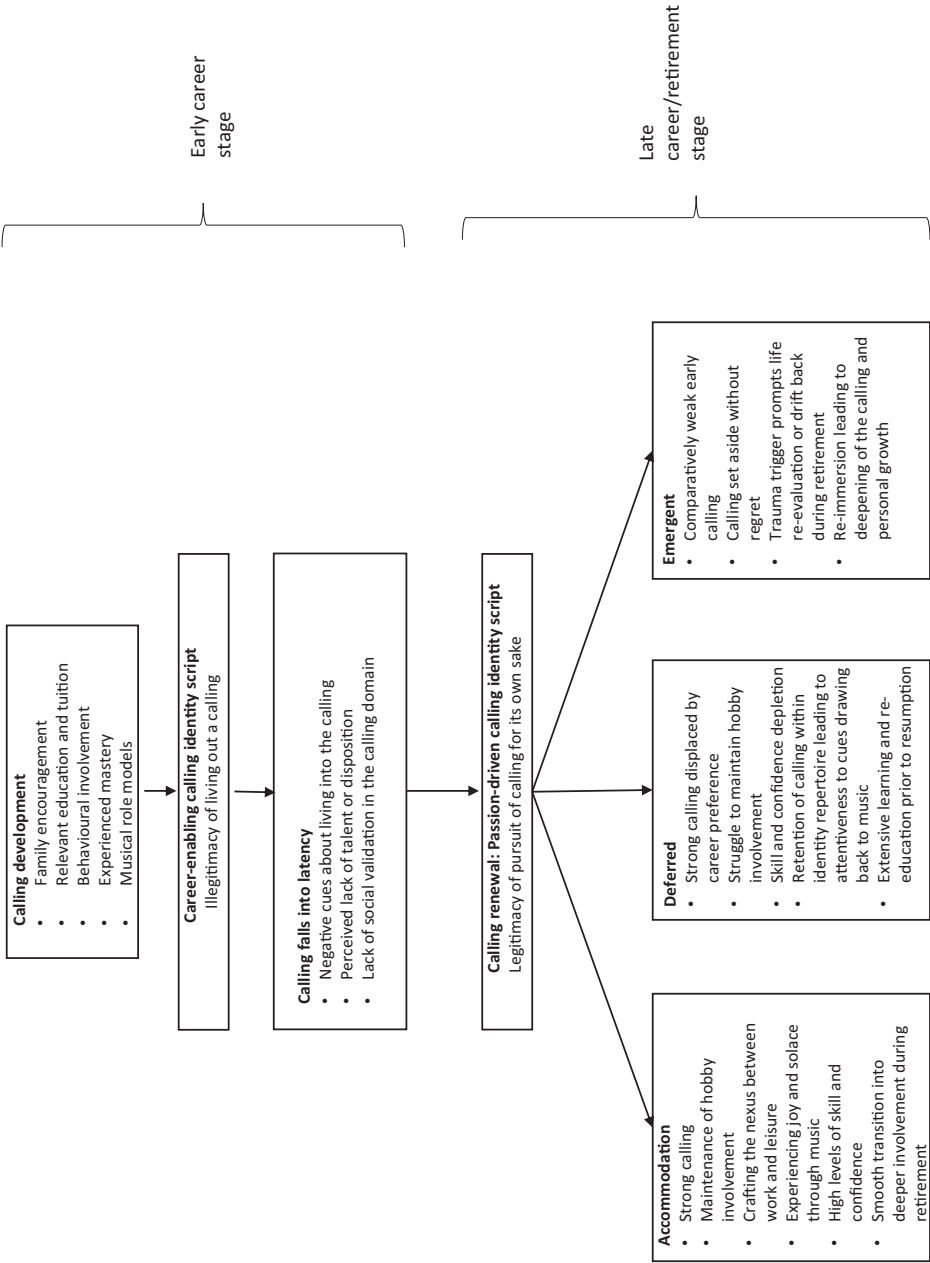 Calling development
• Family encouragement
• Relevant education and tuition
• Behavioural involvement
• Experienced mastery
• Musical role models
Early career
stage
Career-enabling calling identity script
Illegitimacy of living out a calling
Calling falls into latency
• Negative cues about living into the calling
• Perceived lack of talent or disposition
• Lack of social validation in the calling domain
Calling renewal: Passion-driven calling identity script
Legitimacy of pursuit of calling for its own sake
Late
career/retirement
stage
Accommodation
• Strong calling
• Maintenance of hobby
involvement
• Crafting the nexus between
work and leisure
• Experiencing joy and solace
through music
• High levels of skill and
confidence
• Smooth transition into
deeper involvement during
retirement
Deferred
• Strong calling displaced by
career preference
• Struggle to maintain hobby
involvement
• Skill and confidence depletion
• Retention of calling within
identity repertoire leading to
attentiveness to cues drawing
back to music
• Extensive learning and re-
education prior to resumption
Emergent
• Comparatively weak early
calling
• Calling set aside without
regret
• Trauma trigger prompts life
re-evaluation or drift back
during retirement
• Re-immersion leading to
deepening of the calling and
personal growth